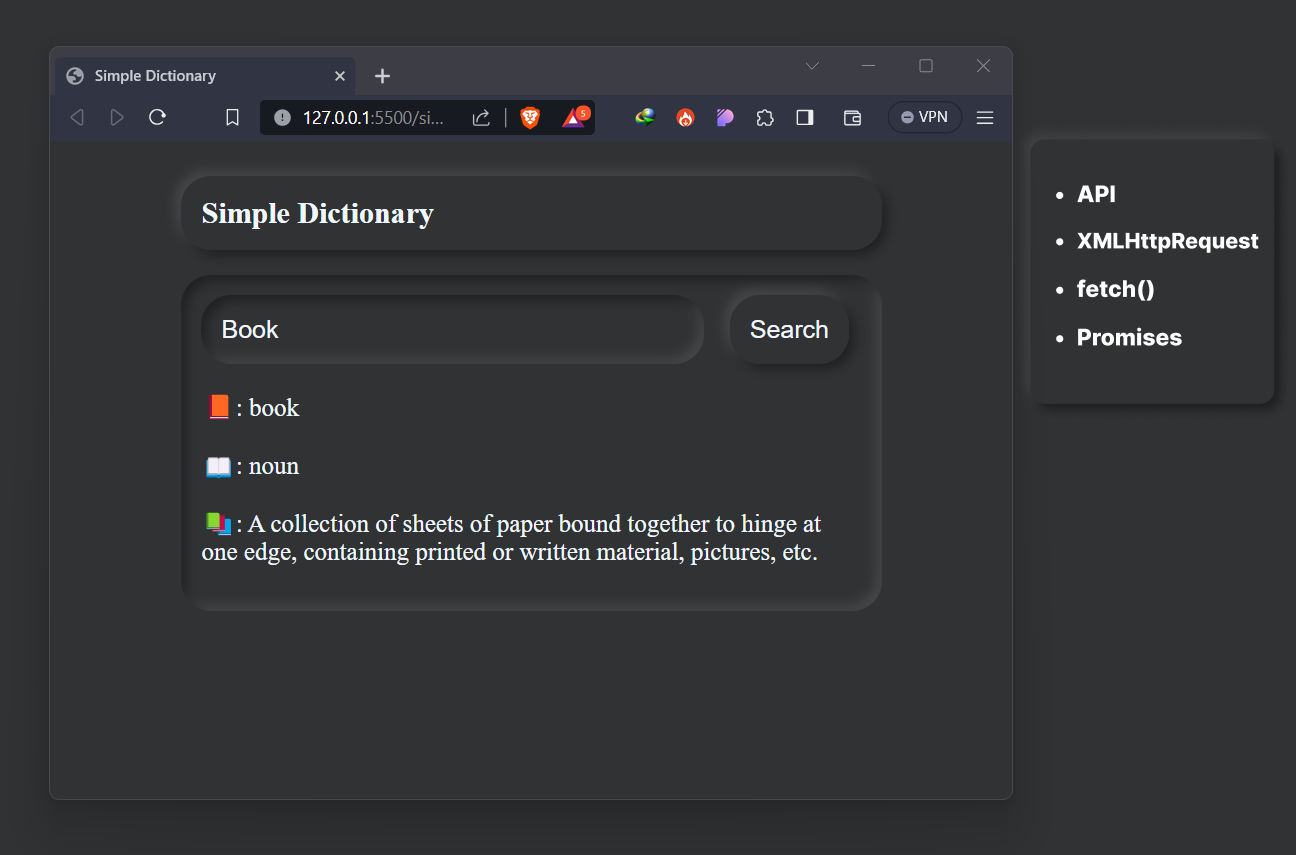 Simple Dictionary
127.0.0.1:5500/si...
5
VPN
Simple Dictionary
Book
Search
: book
: noun
: A collection of sheets of paper bound together to hinge at
one edge, containing printed or written material, pictures, etc.
• API
• XMLHttpRequest
• fetch()
• Promises